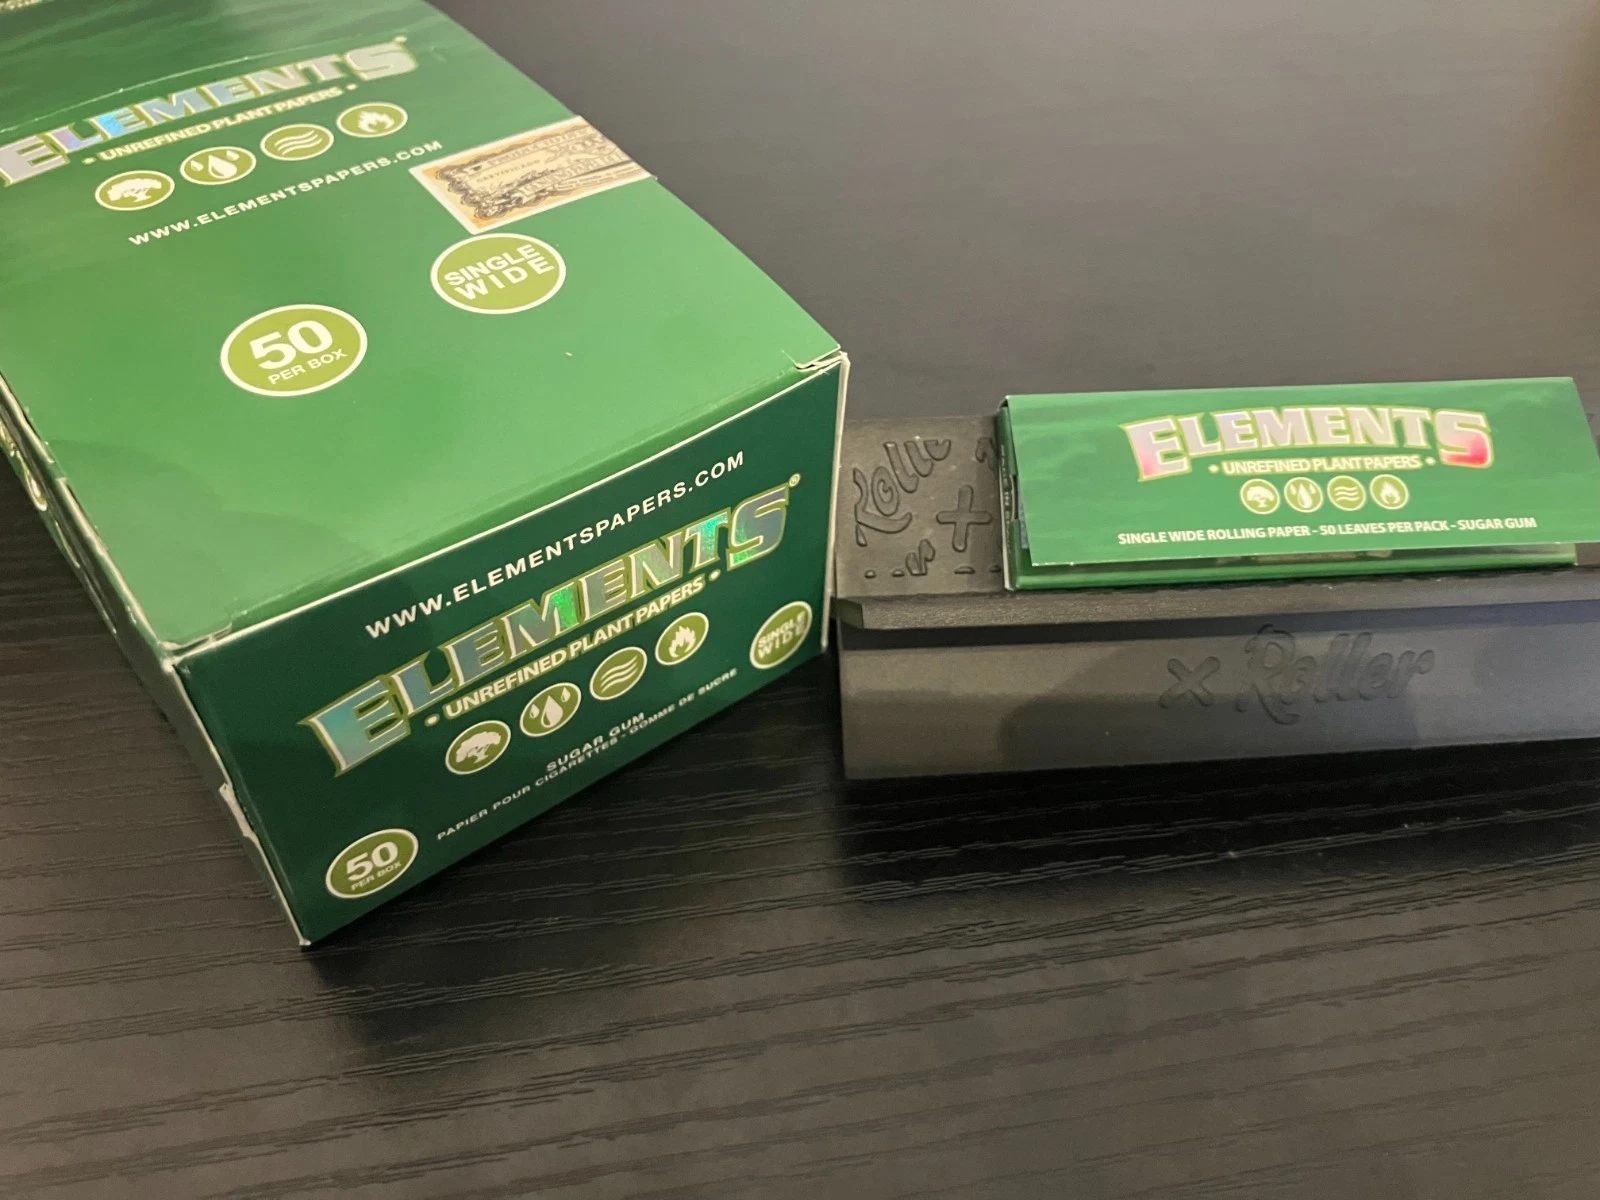 ELEMENTS
• UNREFINED PLANT PAPERS •
WWW.ELEMENTSPAPERS.COM
CERTIFICADO
SINGLE
WIDE
50
PER BOX
WWW.ELEMENTSPAPERS.COM
ELEMENTS®
• UNREFINED PLANT PAPERS •
SINGLE
WIDE
SUGAR GUM
PAPIER POUR CIGARETTES - GOMME DE SUCRE
50
PER BOX
ELEMENTS
• UNREFINED PLANT PAPERS •
SINGLE WIDE ROLLING PAPER - 50 LEAVES PER PACK - SUGAR GUM
Roller